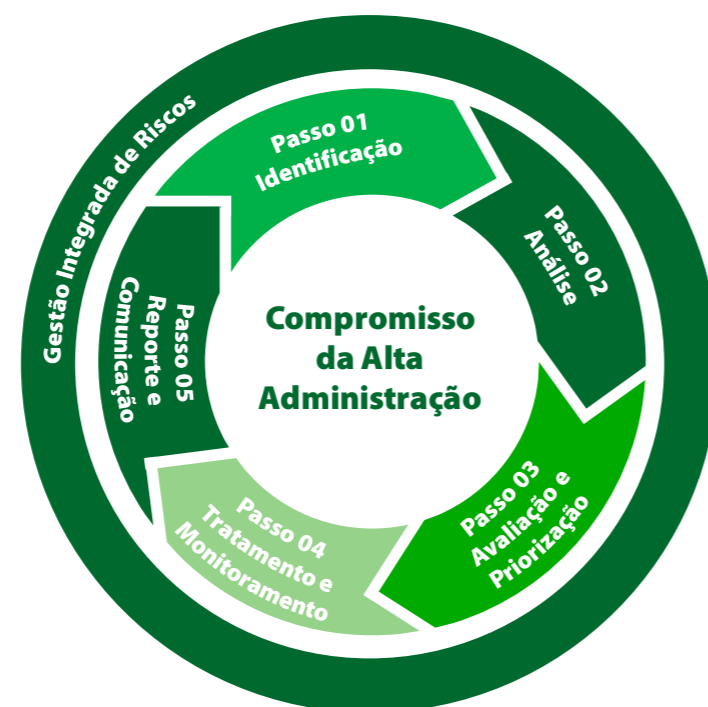 Gestão Integrada de Riscos
Passo 01
Identificação
Passo 02
Análise
Passo 03
Avaliação e
Priorização
Passo 04
Tratamento e
Monitoramento
Passo 05
Reporte e
Comunicação
Compromisso
da Alta
Administração